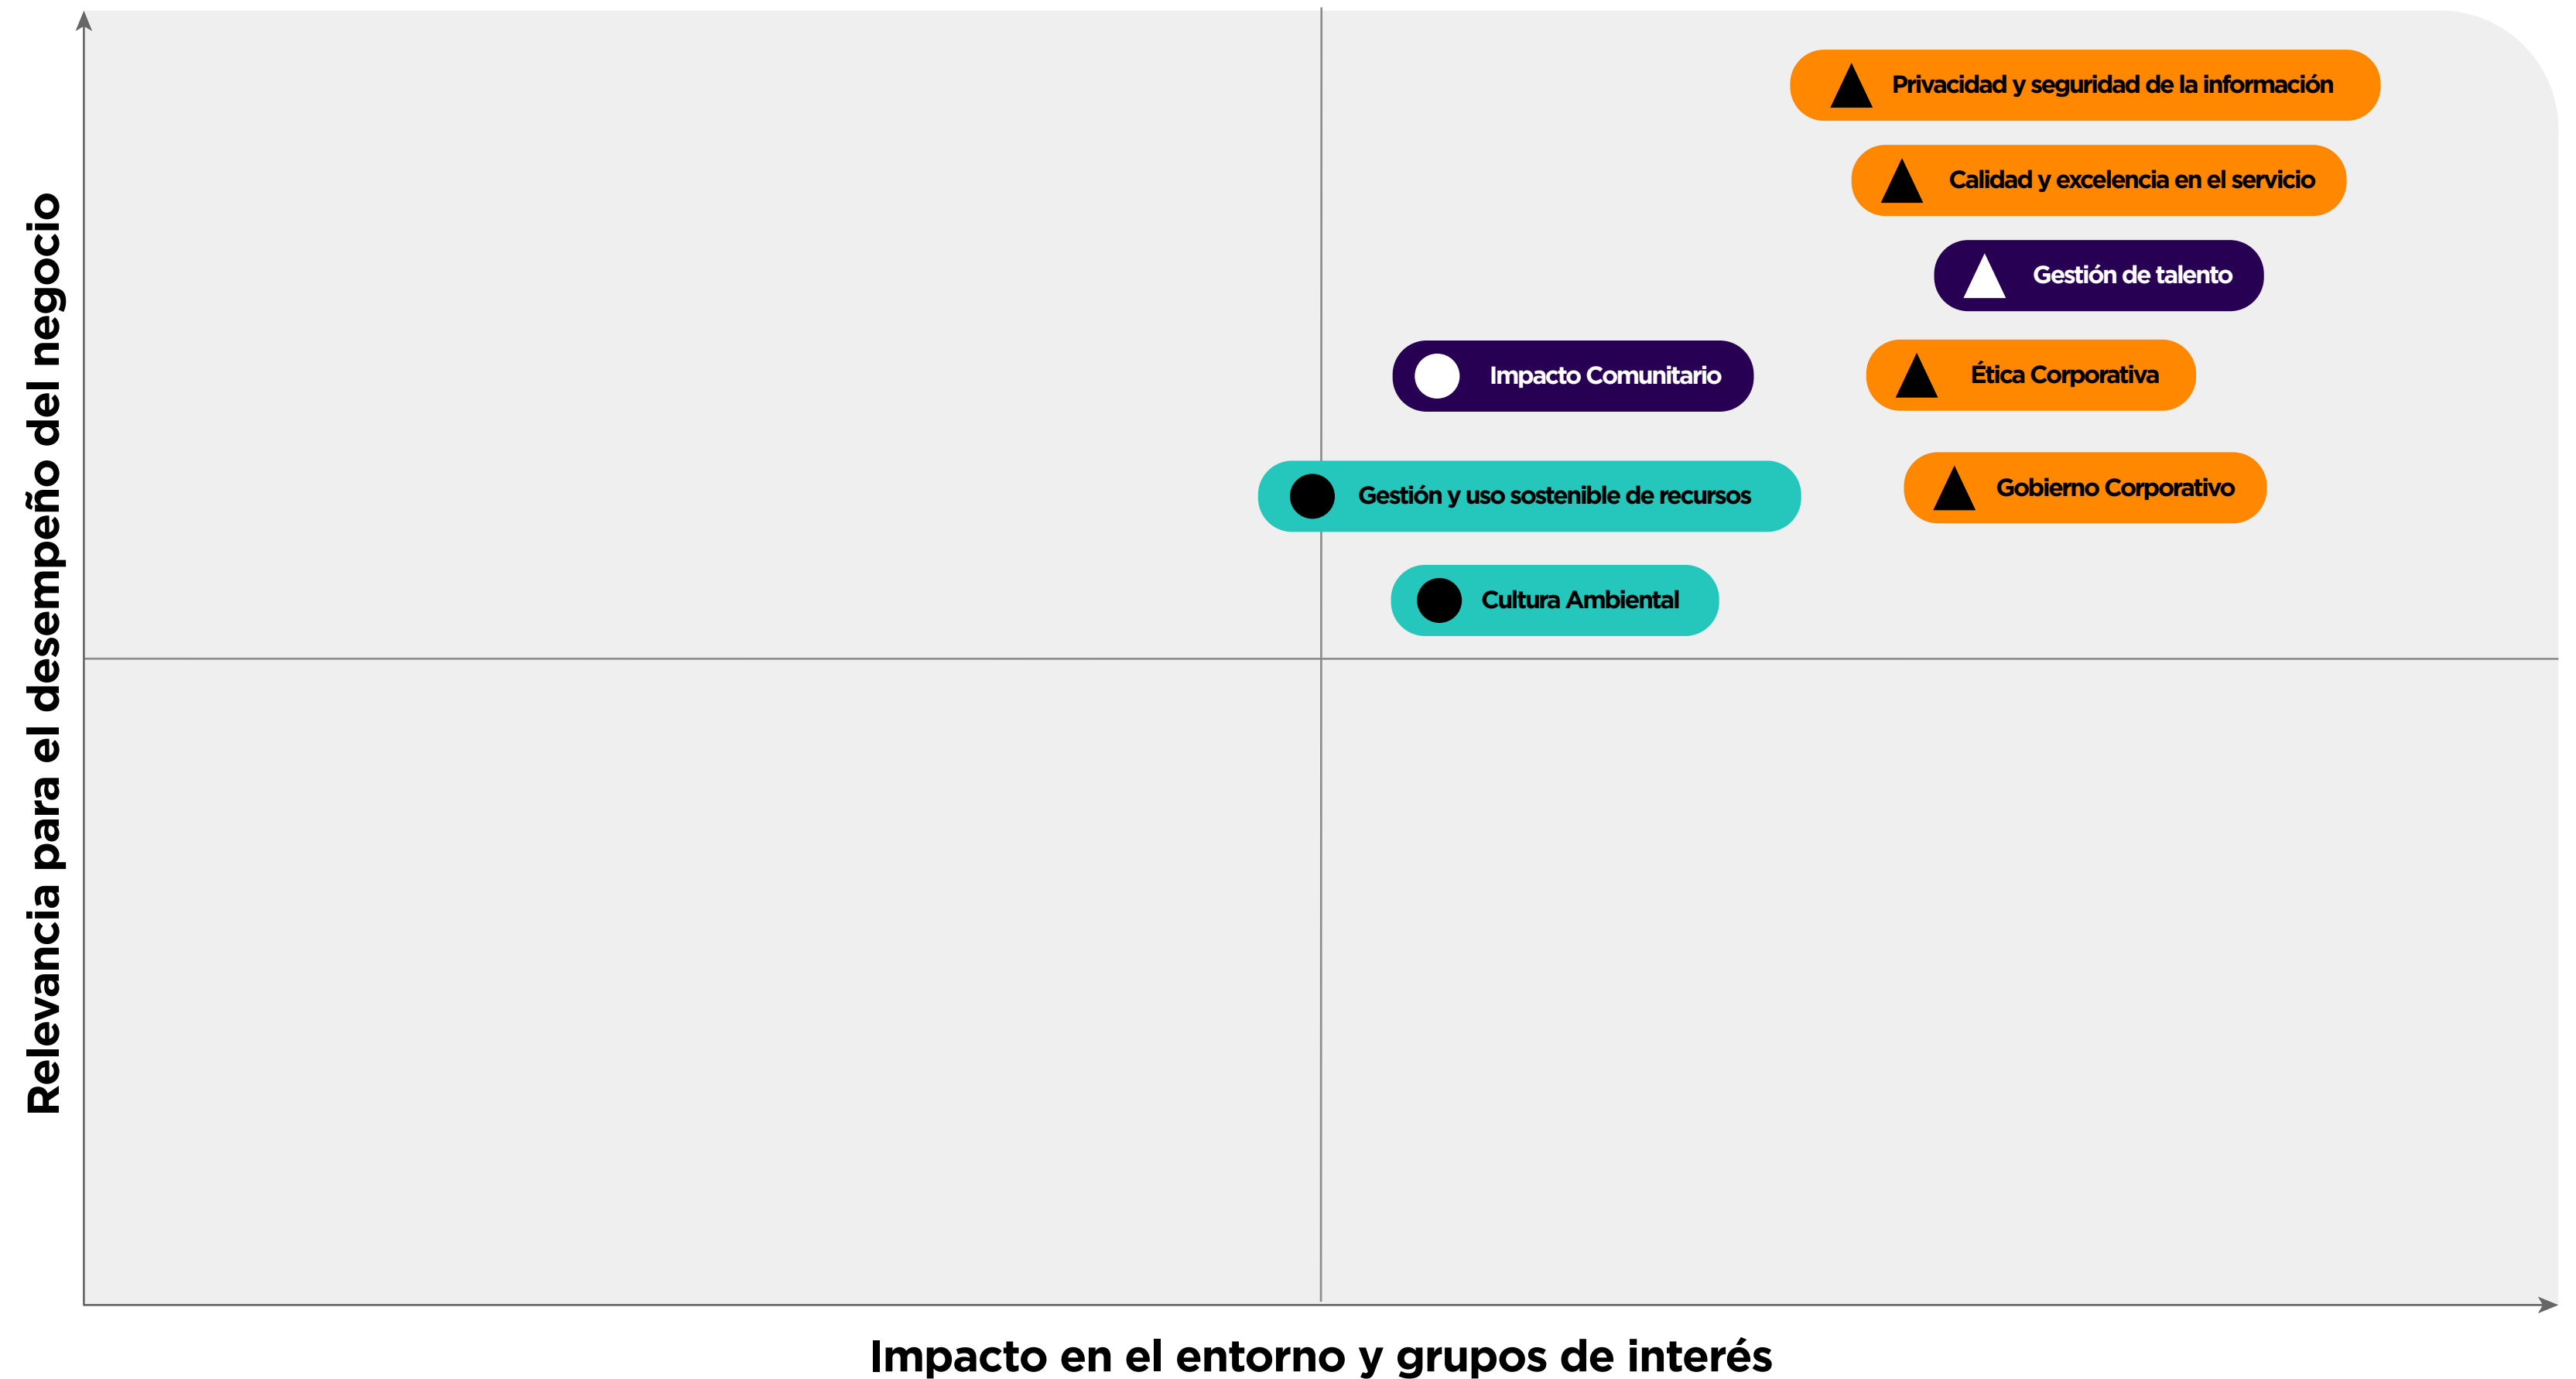 Relevancia para el desempeño del negocio
Privacidad y seguridad de la información
Calidad y excelencia en el servicio
Gestión de talento
Impacto Comunitario
Ética Corporativa
Gestión y uso sostenible de recursos
Gobierno Corporativo
Cultura Ambiental
Impacto en el entorno y grupos de interés